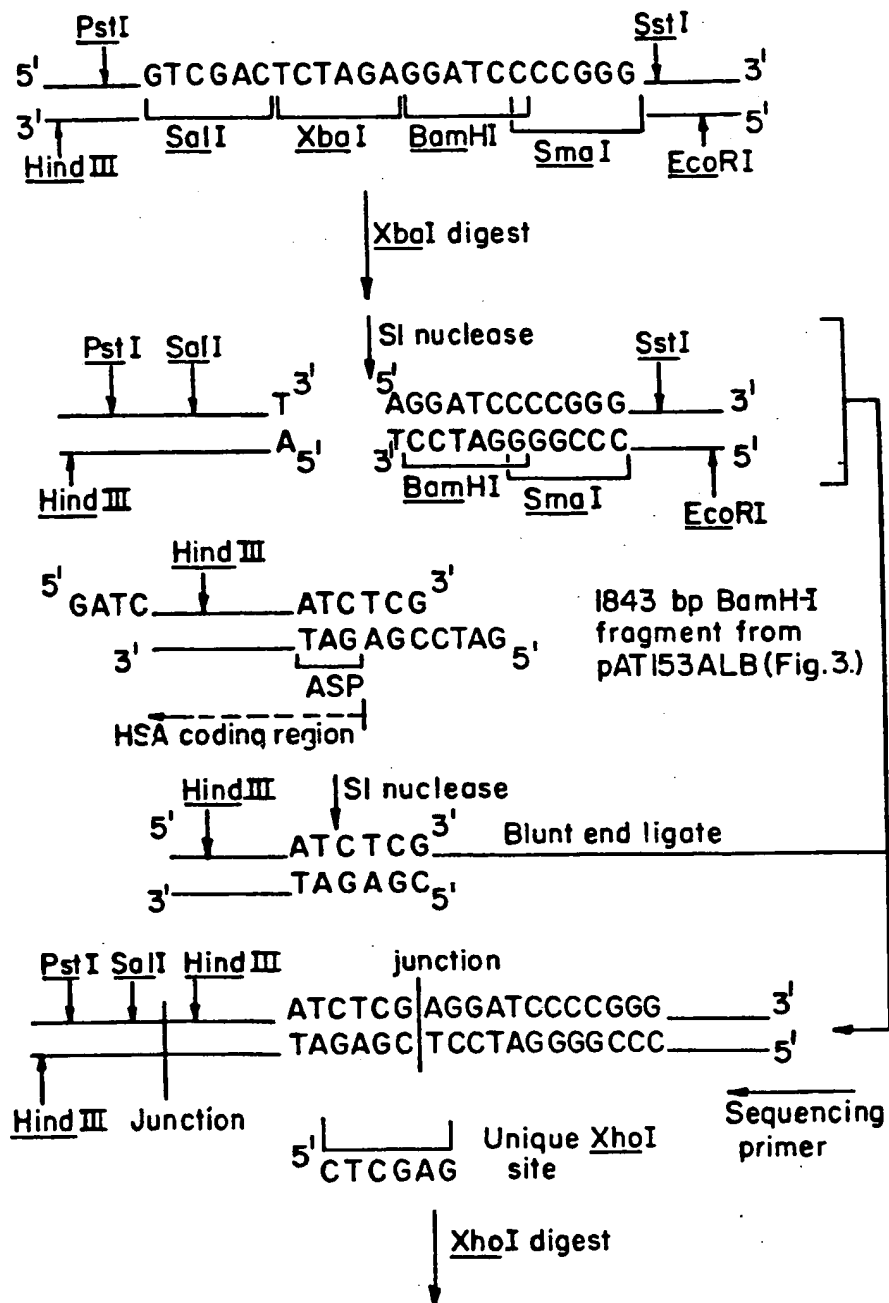 PstI SstI
5' GTCGACTCTAGAGGATCCCCGGG 3'
3' SalI XbaI BamHI 5'
SmaI
HindIII EcoRI
XbaI digest
SI nuclease
PstI SalI SstI
T 3' 5' AGGATCCCCGGG 3'
A 5' 3' TCCTAGGGGCCC 5'
HindIII BamHI SmaI EcoRI
HindIII
5' GATC ATCTCG 3'
3' TAGAGCCTAG 5'
ASP
HSA coding region
1843 bp BamH-I
fragment from
pAT153ALB (Fig.3.)
HindIII SI nuclease
5' ATCTCG 3' Blunt end ligate
3' TAGAGC 5'
PstI SalI HindIII junction
ATCTCGAGGATCCCCGGG 3'
TAGAGCTCCTAGGGGCCC 5'
HindIII Junction
Sequencing
primer
5' CTCGAG
Unique XhoI
site
XhoI digest